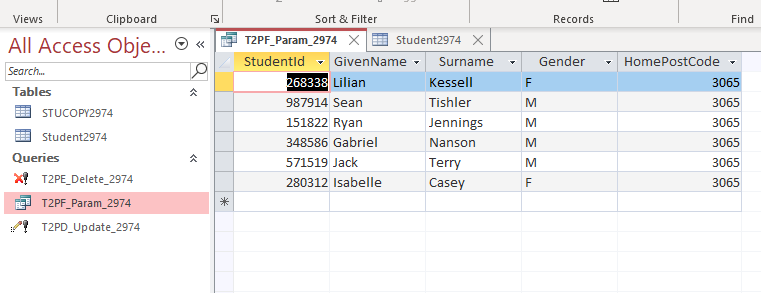 Views Clipboard Sort & Filter Records Find
All Access Obje... «
Search...
Tables
STUCOPY2974
Student2974
Queries
T2PE_Delete_2974
T2PF_Param_2974
T2PD_Update_2974
T2PF_Param_2974 Student2974
StudentId GivenName Surname Gender HomePostCode
268338 Lilian Kessell F 3065
987914 Sean Tishler M 3065
151822 Ryan Jennings M 3065
348586 Gabriel Nanson M 3065
571519 Jack Terry M 3065
280312 Isabelle Casey F 3065